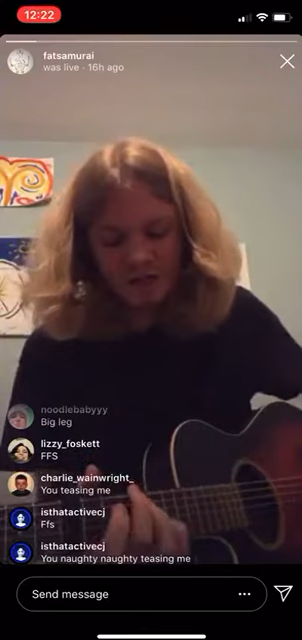 12:22
fatsamurai
was live · 16h ago
noodlebabyyy
Big leg
lizzy_foskett
FFS
charlie_wainwright_
You teasing me
isthatactivecj
Ffs
isthatactivecj
You naughty naughty teasing me
Send message